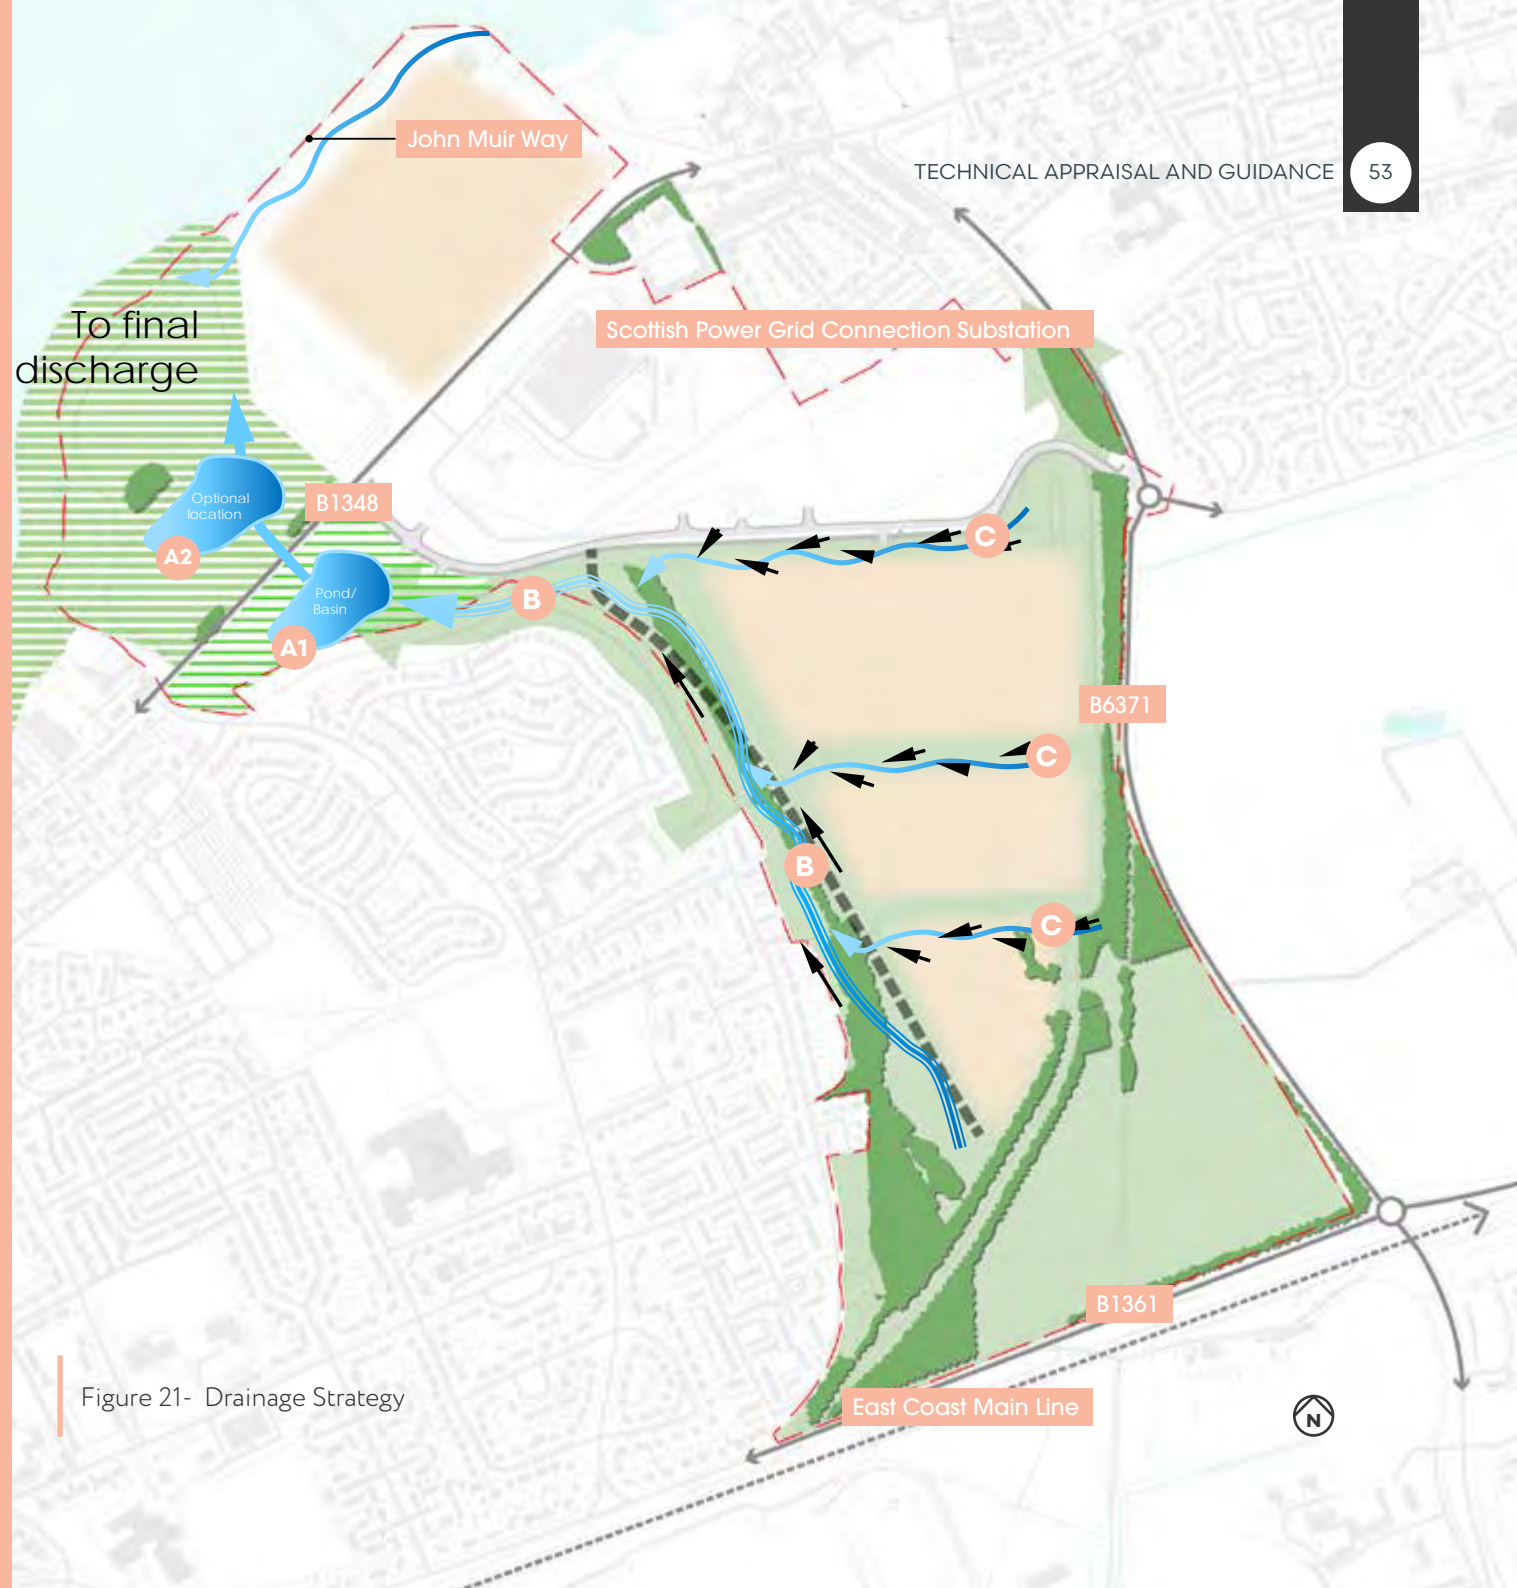 John Muir Way
TECHNICAL APPRAISAL AND GUIDANCE 53
Scottish Power Grid Connection Substation
To final
discharge
Optional
location
A2
B1348
C
Pond/
Basin
A1
B
B6371
C
B
C
B1361
Figure 21- Drainage Strategy
East Coast Main Line
N